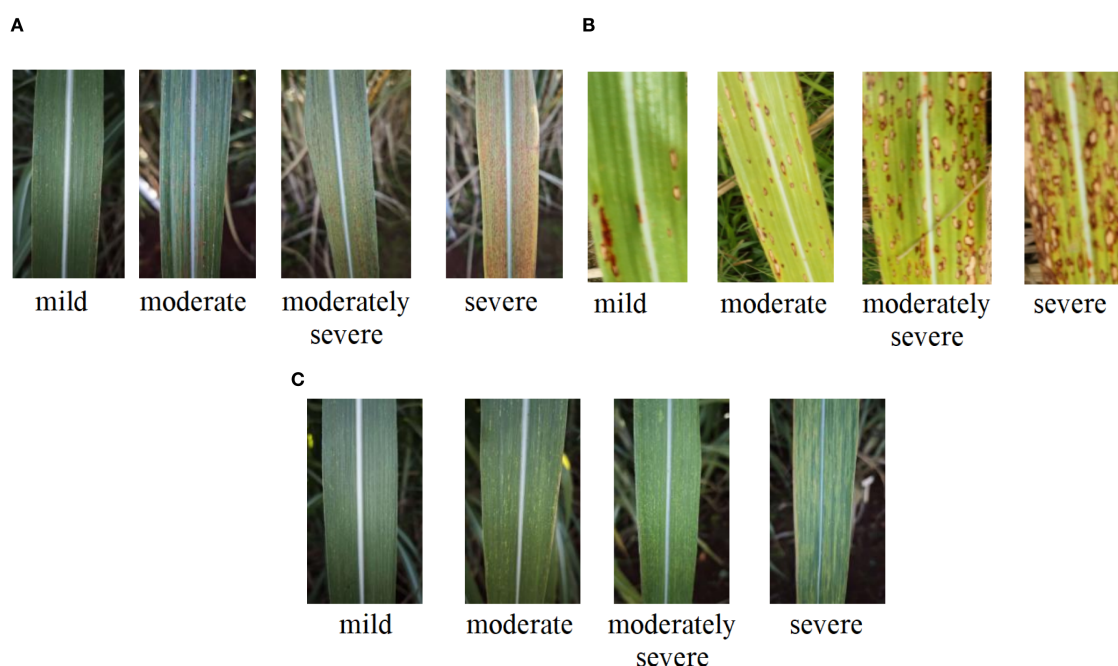 A
B
mild
moderate
moderately
severe
severe
mild
moderate
moderately
severe
severe
C
mild
moderate
moderately
severe
severe